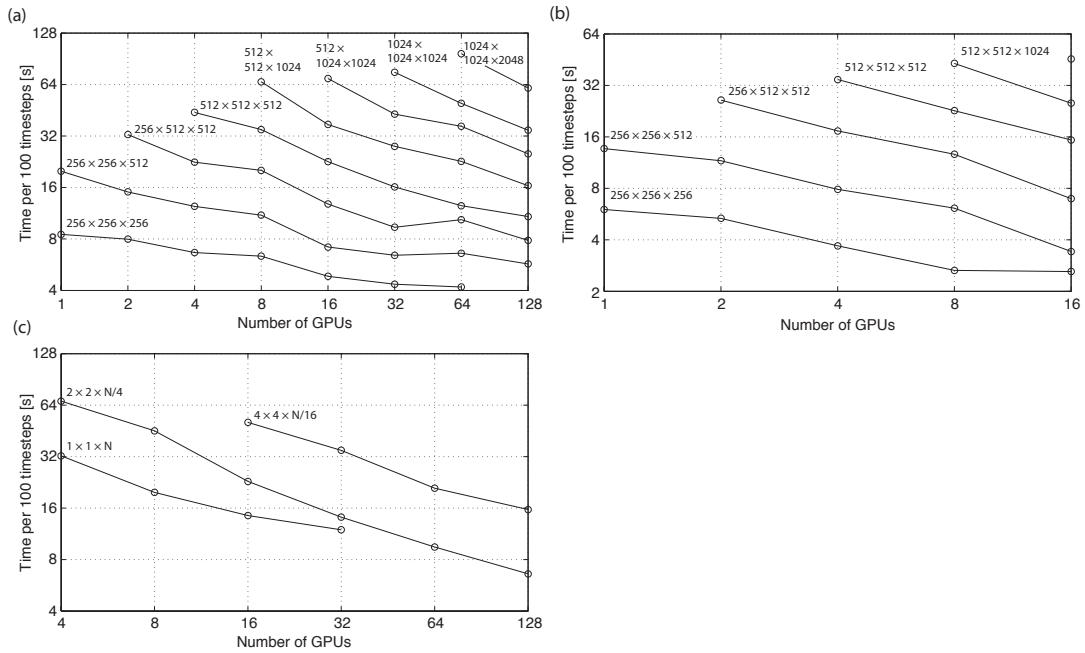 (a)
Time per 100 timesteps [s]
128
64
32
16
8
4
1
2
4
8
16
32
64
128
Number of GPUs
256 × 256 × 256
256 × 256 × 512
256 × 512 × 512
512 × 512 × 512
512 ×
512 × 1024
512 ×
1024 × 1024
1024 ×
1024 × 1024
1024 ×
1024 × 2048
(b)
Time per 100 timesteps [s]
64
32
16
8
4
2
1
2
4
8
16
Number of GPUs
256 × 256 × 256
256 × 256 × 512
256 × 512 × 512
512 × 512 × 512
512 × 512 × 1024
(c)
Time per 100 timesteps [s]
128
64
32
16
8
4
4
8
16
32
64
128
Number of GPUs
2 × 2 × N/4
1 × 1 × N
4 × 4 × N/16